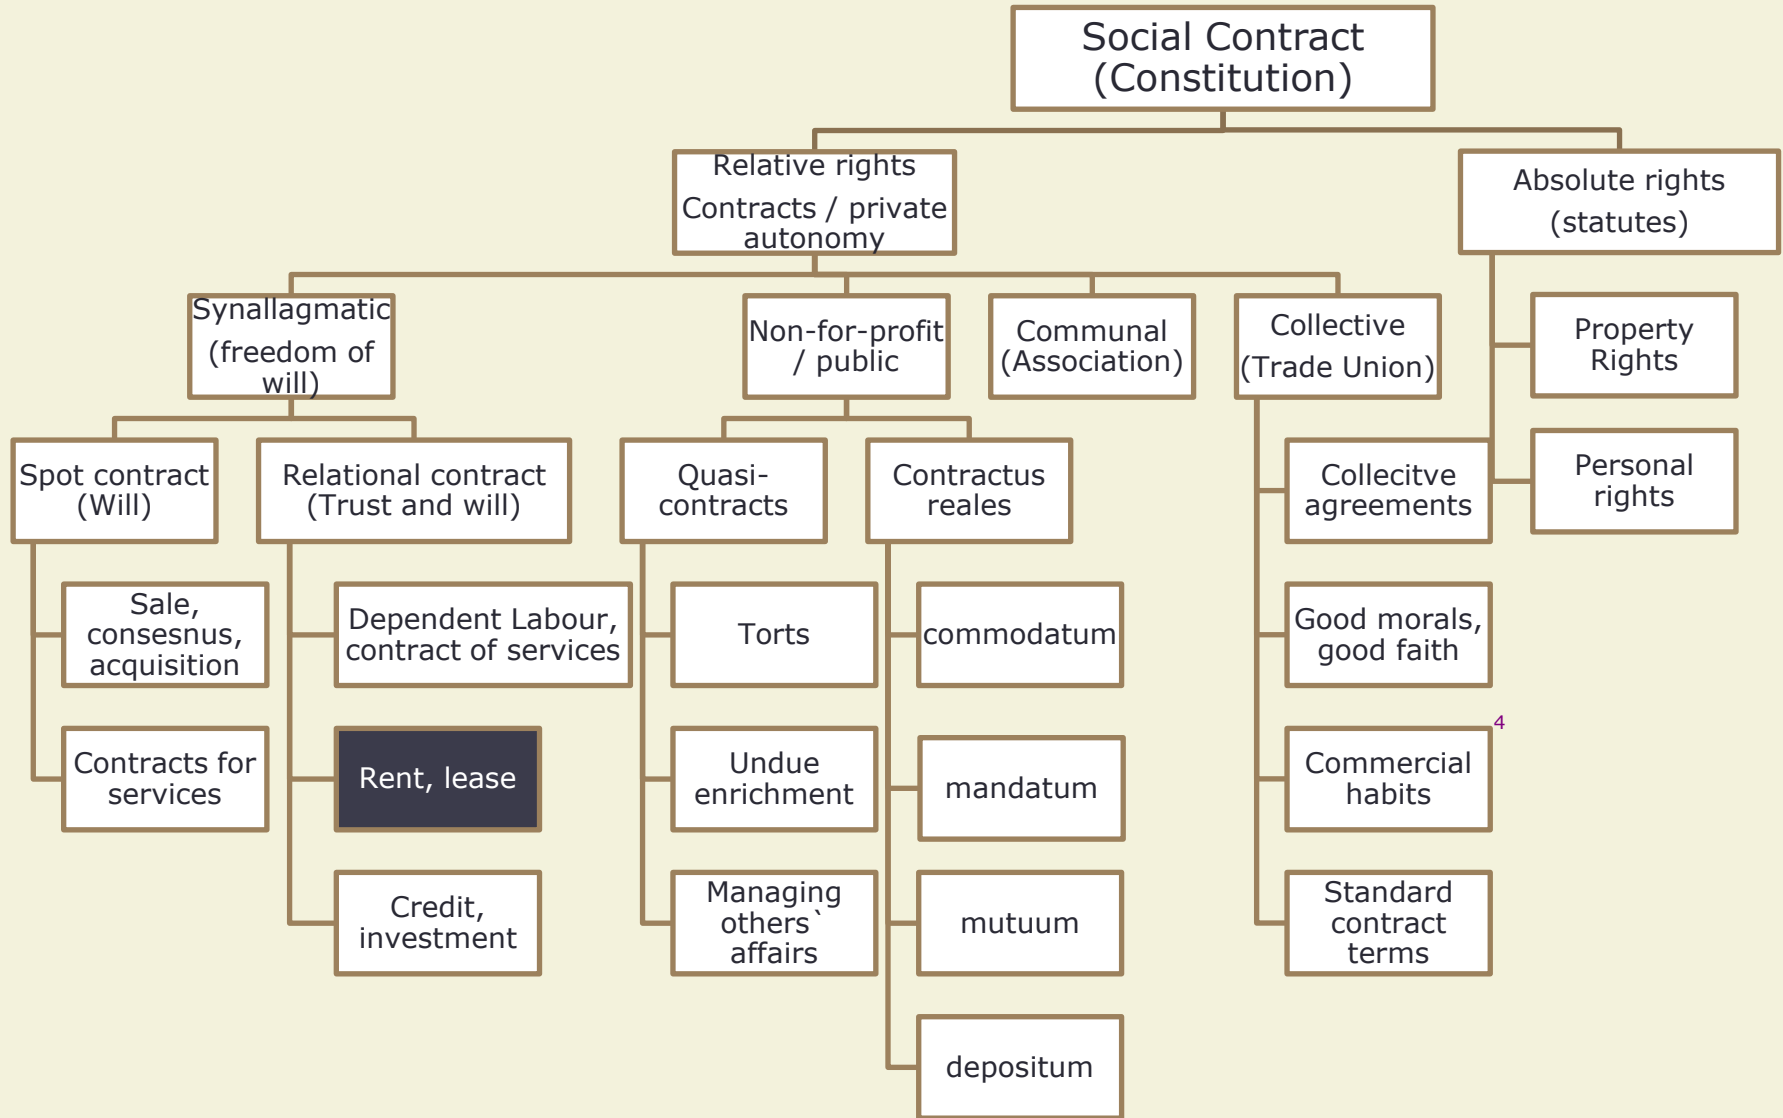 Social Contract
(Constitution)
Relative rights
Contracts / private
autonomy
Absolute rights
(statutes)
Synallagmatic
(freedom of
will)
Non-for-profit
/ public
Communal
(Association)
Collective
(Trade Union)
Property
Rights
Personal
rights
Spot contract
(Will)
Relational contract
(Trust and will)
Quasi-
contracts
Contractus
reales
Collecitve
agreements
Sale,
consesnus,
acquisition
Dependent Labour,
contract of services
Torts
commodatum
Good morals,
good faith
Contracts for
services
Rent, lease
Undue
enrichment
mandatum
Commercial
habits
4
Credit,
investment
Managing
others`
affairs
mutuum
Standard
contract
terms
depositum